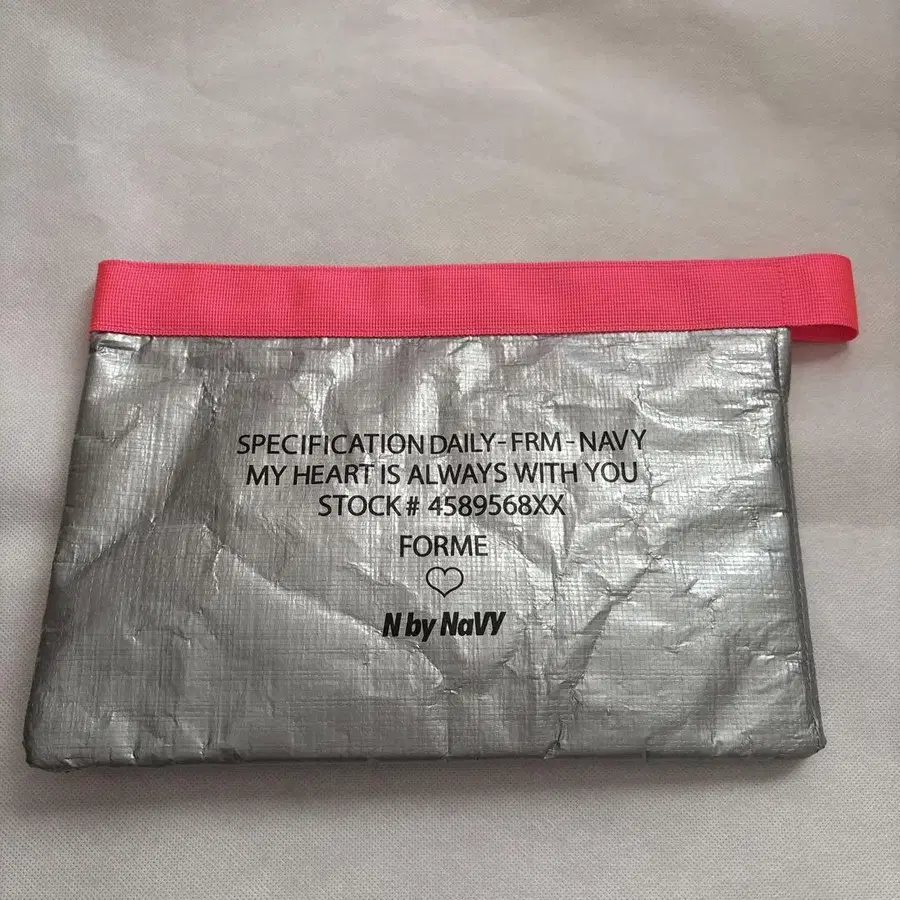 SPECIFICATION DAILY-FRM-NAVY
MY HEART IS ALWAYS WITH YOU
STOCK # 4589568XX
FORME
N by NaVY